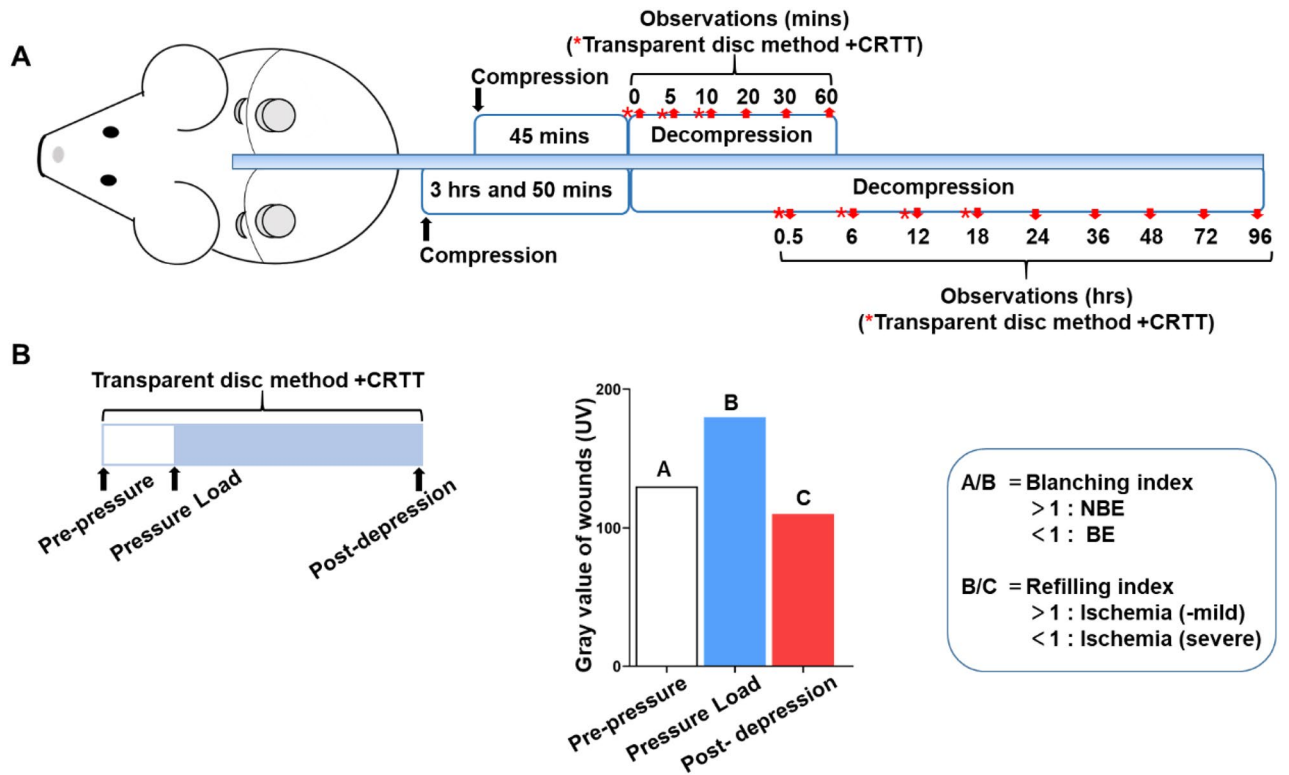 A
Observations (mins)
(*Transparent disc method +CRTT)
Compression
0 5 10 20 30 60
* * *
45 mins
Decompression
3 hrs and 50 mins
Decompression
* * * *
0.5 6 12 18 24 36 48 72 96
Compression
Observations (hrs)
(*Transparent disc method +CRTT)
B
Transparent disc method +CRTT
Pre-pressure
Pressure Load
Post-depression
Gray value of wounds (UV)
200
100
0
A
B
C
Pre-pressure
Pressure Load
Post- depression
A/B = Blanching index
>1 : NBE
<1 : BE
B/C = Refilling index
>1 : Ischemia (-mild)
<1 : Ischemia (severe)